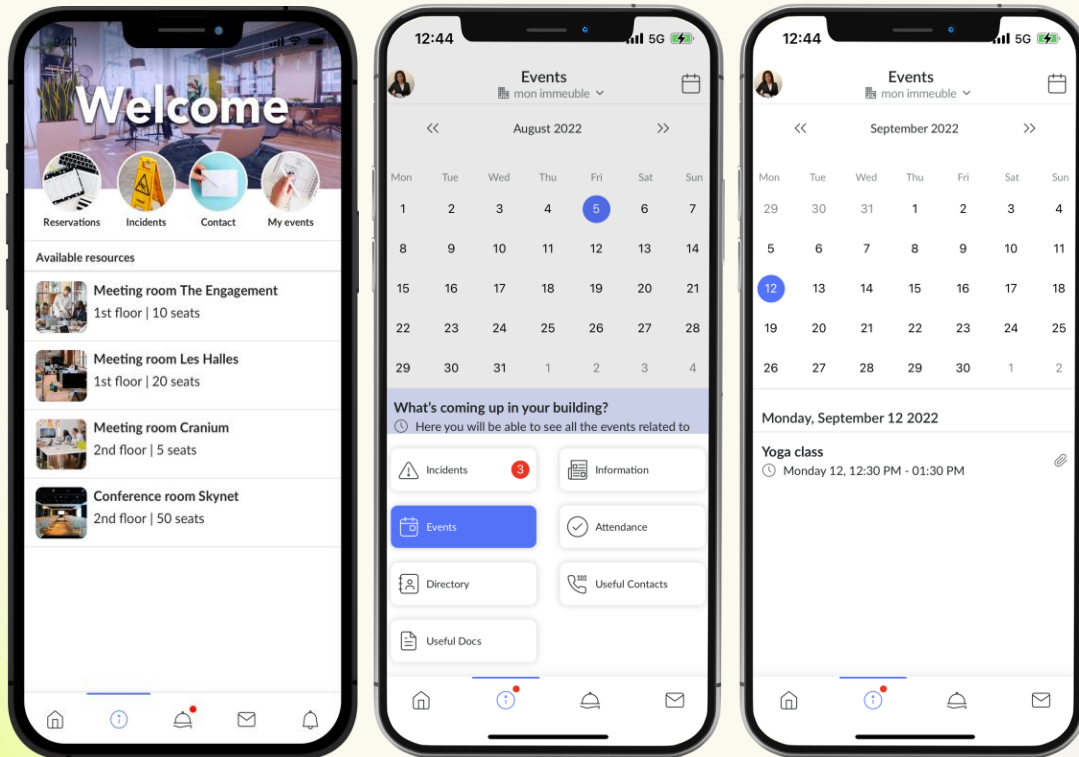 9:41
Welcome
Reservations Incidents Contact My events
Available resources
Meeting room The Engagement
1st floor | 10 seats
Meeting room Les Halles
1st floor | 20 seats
Meeting room Cranium
2nd floor | 5 seats
Conference room Skynet
2nd floor | 50 seats
12:44 5G
Events
mon immeuble
August 2022
Mon Tue Wed Thu Fri Sat Sun
1 2 3 4 5 6 7
8 9 10 11 12 13 14
15 16 17 18 19 20 21
22 23 24 25 26 27 28
29 30 31 1 2 3 4
What's coming up in your building?
Here you will be able to see all the events related to
Incidents 3 Information
Events Attendance
Directory SOS Useful Contacts
Useful Docs
12:44 5G
Events
mon immeuble
September 2022
Mon Tue Wed Thu Fri Sat Sun
29 30 31 1 2 3 4
5 6 7 8 9 10 11
12 13 14 15 16 17 18
19 20 21 22 23 24 25
26 27 28 29 30 1 2
Monday, September 12 2022
Yoga class
Monday 12, 12:30 PM - 01:30 PM